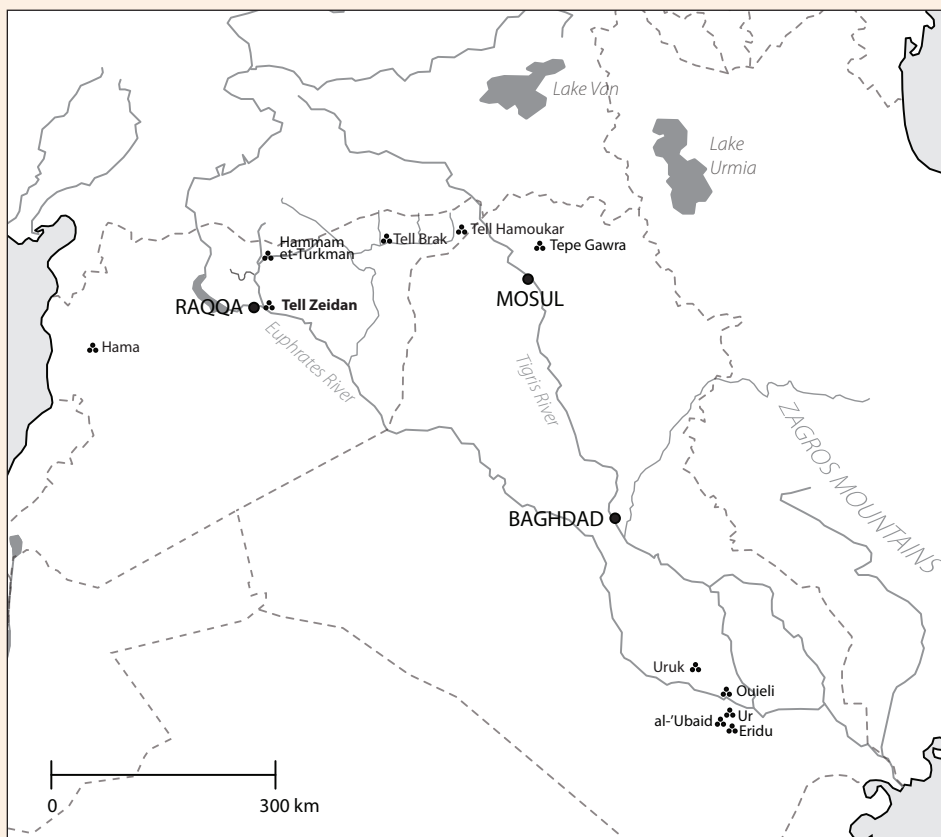 Lake Van
Lake
Urmia
Tell Hamoukar
Tell Brak
Hammam
et-Turkman
Tepe Gawra
MOSUL
RAQQA
Tell Zeidan
Hama
Euphrates River
Tigris River
ZAGROS MOUNTAINS
BAGHDAD
Uruk
Ouieli
Ur
al-'Ubaid
Eridu
0
300 km